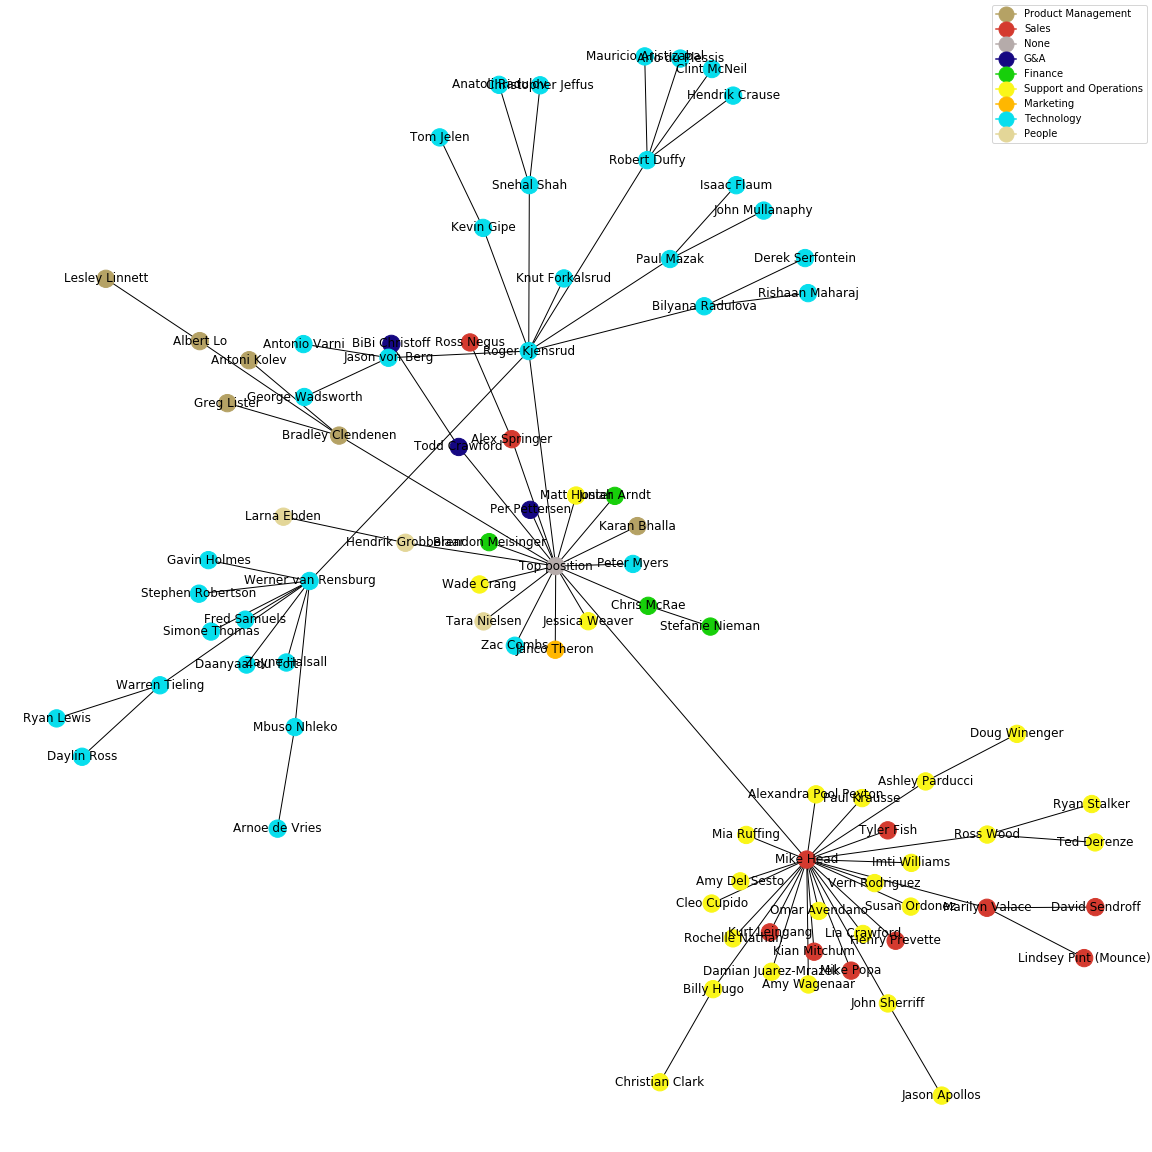 Product Management
Sales
None
G&A
Finance
Support and Operations
Marketing
Technology
People
Mauricio Aristizabal
Arno du Plessis
Clint McNeil
Anatoli Radulov
Christopher Jeffus
Hendrik Crause
Tom Jelen
Robert Duffy
Snehal Shah
Isaac Flaum
John Mullanaphy
Kevin Gipe
Paul Mazak
Derek Serfontein
Lesley Linnett
Knut Forkalsrud
Rishaan Maharaj
Bilyana Radulova
Albert Lo
Antonio Varni
BiBi Christoff
Ross Negus
Roger Kjensrud
Antoni Kolev
Jason von Berg
George Wadsworth
Greg Lister
Bradley Clendenen
Todd Crawford
Alex Springer
Matt Hunter
Josiah Arndt
Per Pettersen
Larna Ebden
Karan Bhalla
Hendrik Grobbelaar
Brandon Meisinger
Gavin Holmes
Top position
Peter Myers
Werner van Rensburg
Wade Crang
Stephen Robertson
Chris McRae
Fred Samuels
Tara Nielsen
Jessica Weaver
Stefanie Nieman
Simone Thomas
Zac Combs
Janco Theron
Daanyaal du Toit
Zayne Halsall
Warren Tieling
Ryan Lewis
Mbuso Nhleko
Doug Winenger
Daylin Ross
Ashley Parducci
Alexandra Pool Peyton
Paul Krausse
Ryan Stalker
Arnoe de Vries
Tyler Fish
Mia Ruffing
Ross Wood
Ted Derenze
Mike Head
Imti Williams
Amy Del Sesto
Vern Rodriguez
Cleo Cupido
Omar Avendano
Susan Ordonez
Marilyn Valace
David Sendroff
Kurt Leingang
Lia Crawford
Rochelle Nathan
Henry Prevette
Kian Mitchum
Lindsey Pint (Mounce)
Damian Juarez-Mrazek
Mike Popa
Amy Wagenaar
Billy Hugo
John Sherriff
Christian Clark
Jason Apollos